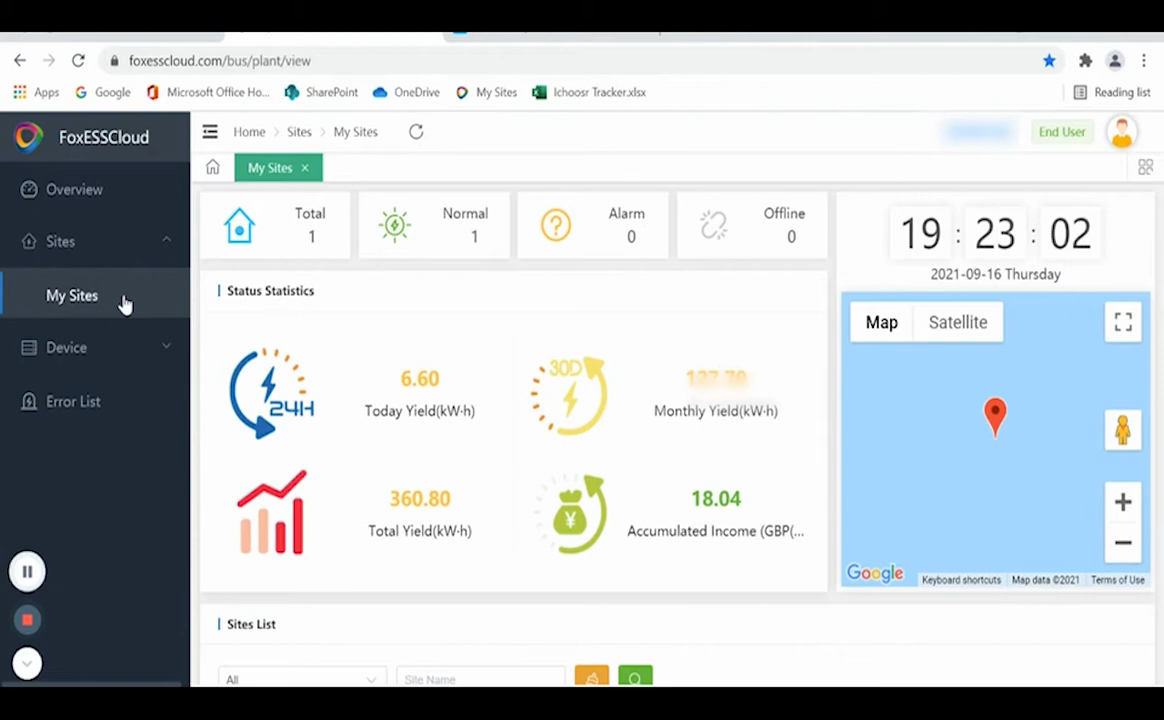 foxesscloud.com/bus/plant/view
Apps
Google
Microsoft Office Ho...
SharePoint
OneDrive
My Sites
Ichoosr Tracker.xlsx
Reading list
FoxESSCloud
Home > Sites > My Sites
End User
My Sites ×
Overview
Sites
My Sites
Device
Error List
Total
1
Normal
1
Alarm
0
Offline
0
19 : 23 : 02
2021-09-16 Thursday
Status Statistics
24H
6.60
Today Yield(kW·h)
30D
Monthly Yield(kW·h)
360.80
Total Yield(kW·h)
¥
18.04
Accumulated Income (GBP(...
Map
Satellite
Google
Keyboard shortcuts
Map data ©2021
Terms of Use
Sites List
All
Site Name